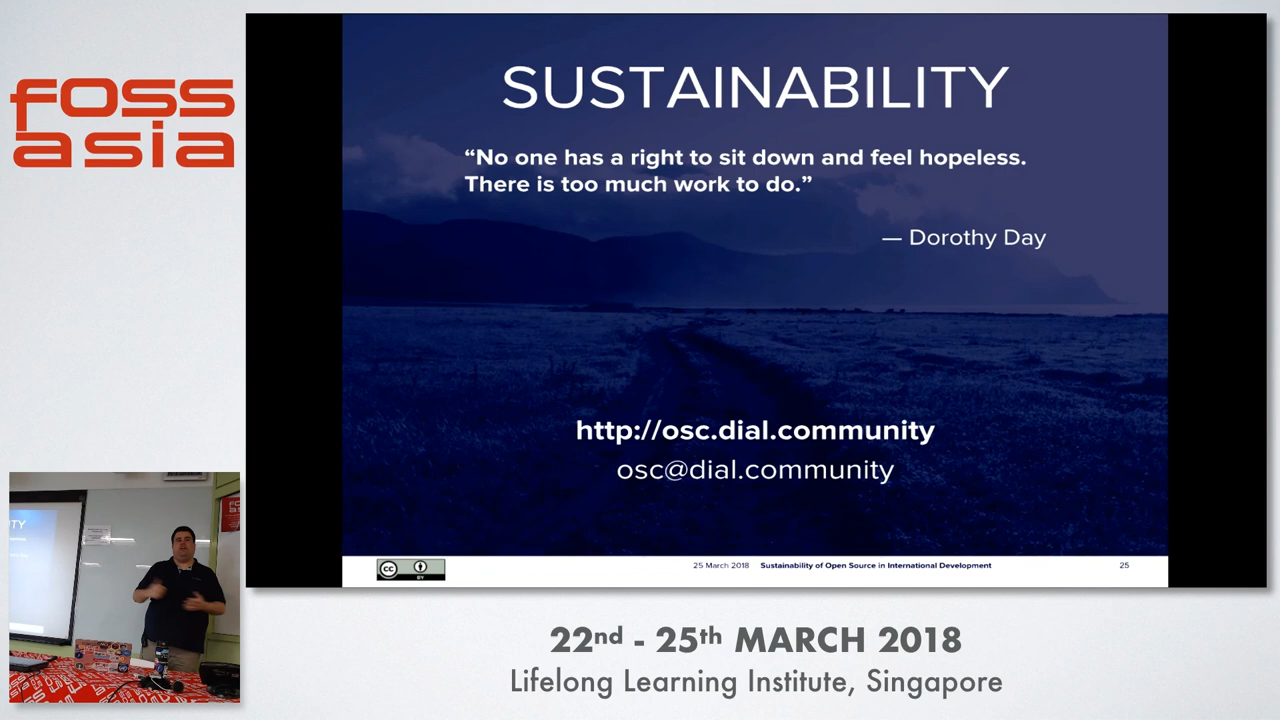 foss
asia
SUSTAINABILITY
“No one has a right to sit down and feel hopeless.
There is too much work to do.”
— Dorothy Day
http://osc.dial.community
osc@dial.community
cc
BY
25 March 2018 Sustainability of Open Source in International Development 25
22nd - 25th MARCH 2018
Lifelong Learning Institute, Singapore